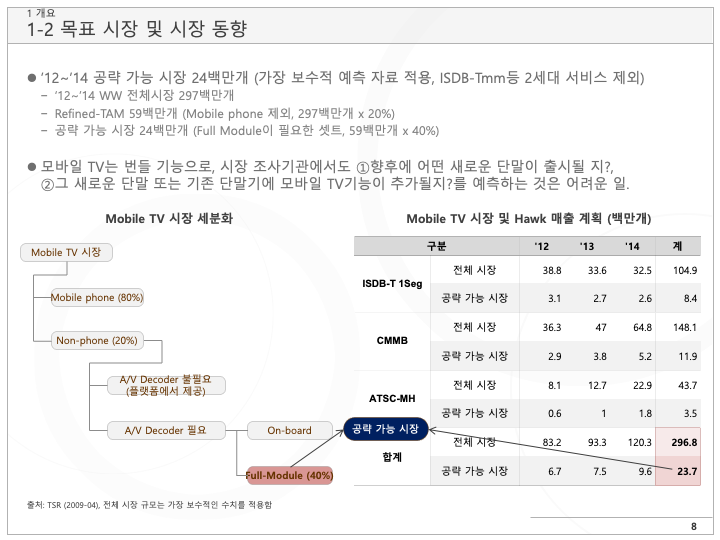 1 개요
1-2 목표 시장 및 시장 동향
● ‘12~’14 공략 가능 시장 24백만개 (가장 보수적 예측 자료 적용, ISDB-Tmm등 2세대 서비스 제외)
– ‘12~’14 WW 전체시장 297백만개
– Refined-TAM 59백만개 (Mobile phone 제외, 297백만개 x 20%)
– 공략 가능 시장 24백만개 (Full Module이 필요한 셋트, 59백만개 x 40%)
● 모바일 TV는 번들 기능으로, 시장 조사기관에서도 ①향후에 어떤 새로운 단말이 출시될 지?,
②그 새로운 단말 또는 기존 단말기에 모바일 TV기능이 추가될지?를 예측하는 것은 어려운 일.
Mobile TV 시장 세분화
Mobile TV 시장
Mobile phone (80%)
Non-phone (20%)
A/V Decoder 불필요
(플랫폼에서 제공)
A/V Decoder 필요
On-board
Full-Module (40%)
공략 가능 시장
Mobile TV 시장 및 Hawk 매출 계획 (백만개)
구분 '12 '13 '14 계
ISDB-T 1Seg
전체 시장 38.8 33.6 32.5 104.9
공략 가능 시장 3.1 2.7 2.6 8.4
CMMB
전체 시장 36.3 47 64.8 148.1
공략 가능 시장 2.9 3.8 5.2 11.9
ATSC-MH
전체 시장 8.1 12.7 22.9 43.7
공략 가능 시장 0.6 1 1.8 3.5
합계
전체 시장 83.2 93.3 120.3 296.8
공략 가능 시장 6.7 7.5 9.6 23.7
출처: TSR (2009-04), 전체 시장 규모는 가장 보수적인 수치를 적용함
8